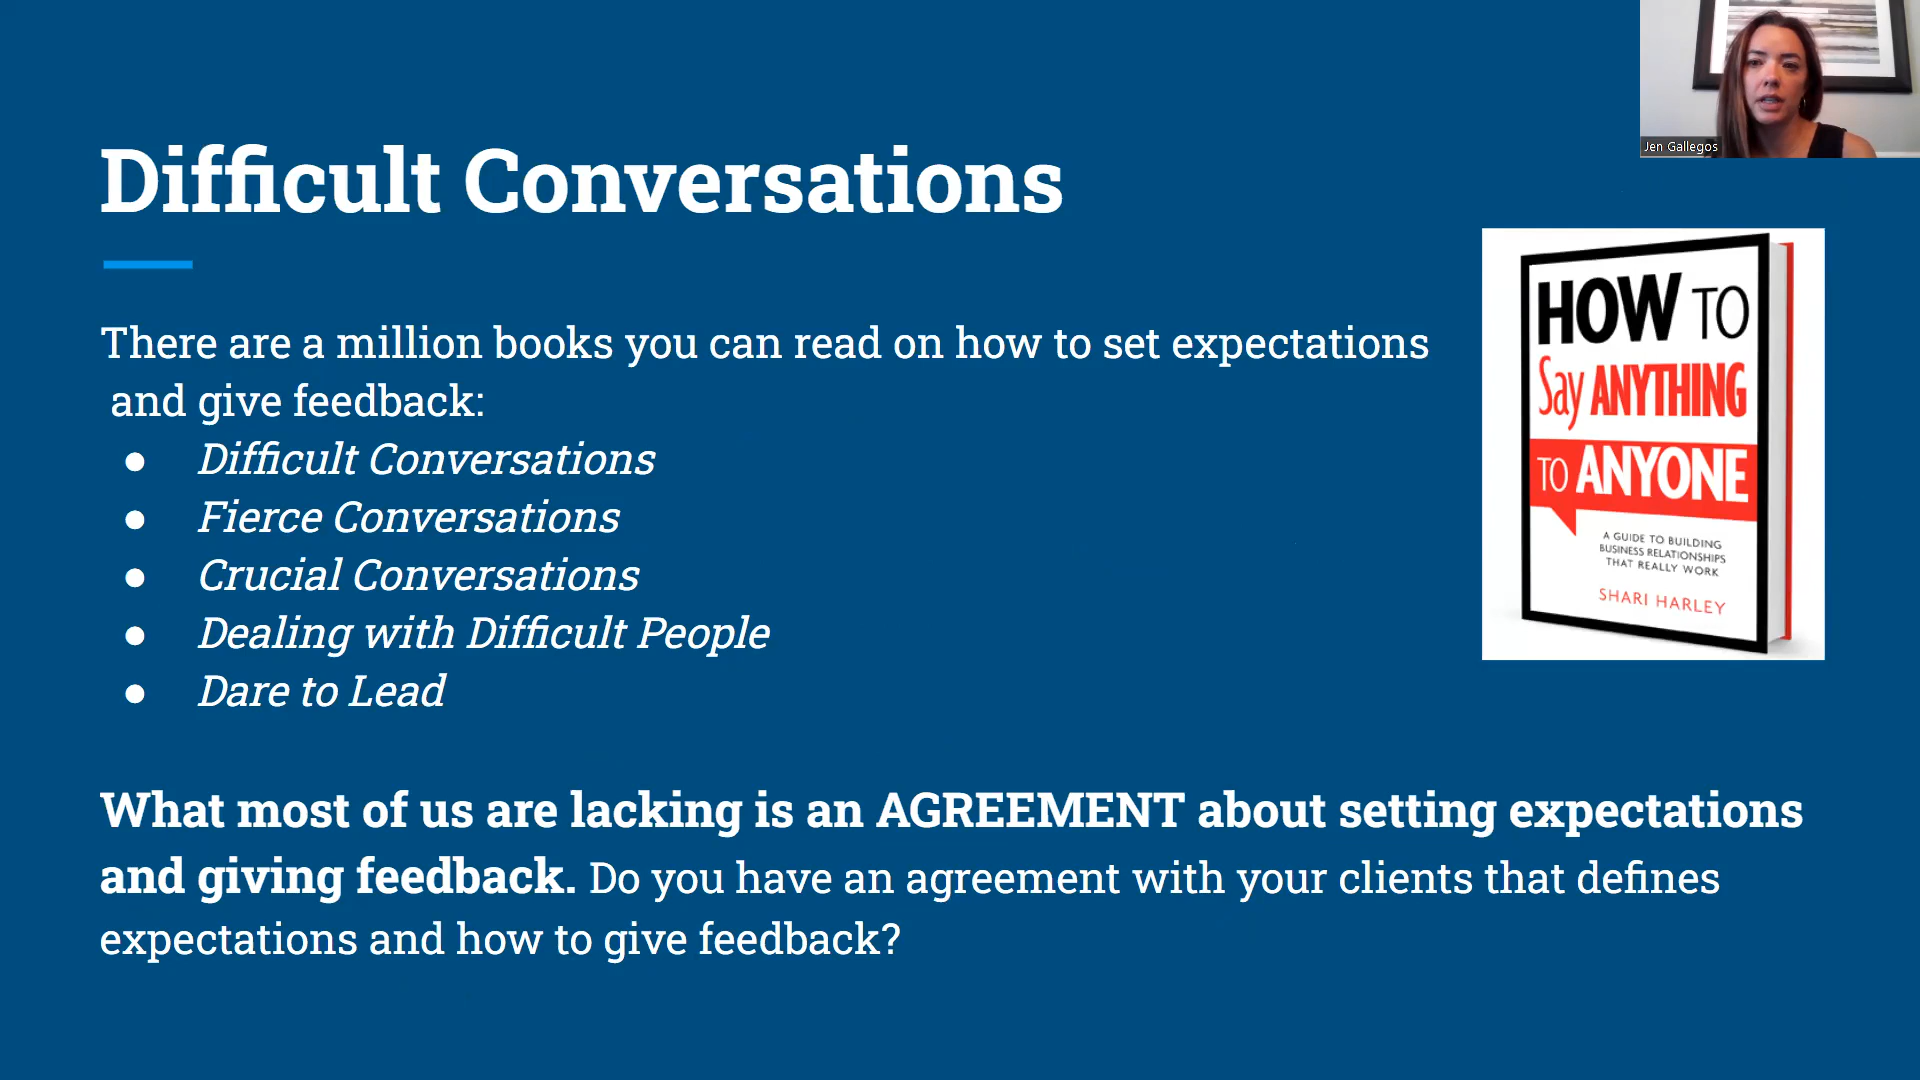 Jen Gallegos
Difficult Conversations
There are a million books you can read on how to set expectations
and give feedback:
● Difficult Conversations
● Fierce Conversations
● Crucial Conversations
● Dealing with Difficult People
● Dare to Lead
HOW TO
Say ANYTHING
TO ANYONE
A GUIDE TO BUILDING
BUSINESS RELATIONSHIPS
THAT REALLY WORK
SHARI HARLEY
What most of us are lacking is an AGREEMENT about setting expectations
and giving feedback. Do you have an agreement with your clients that defines
expectations and how to give feedback?